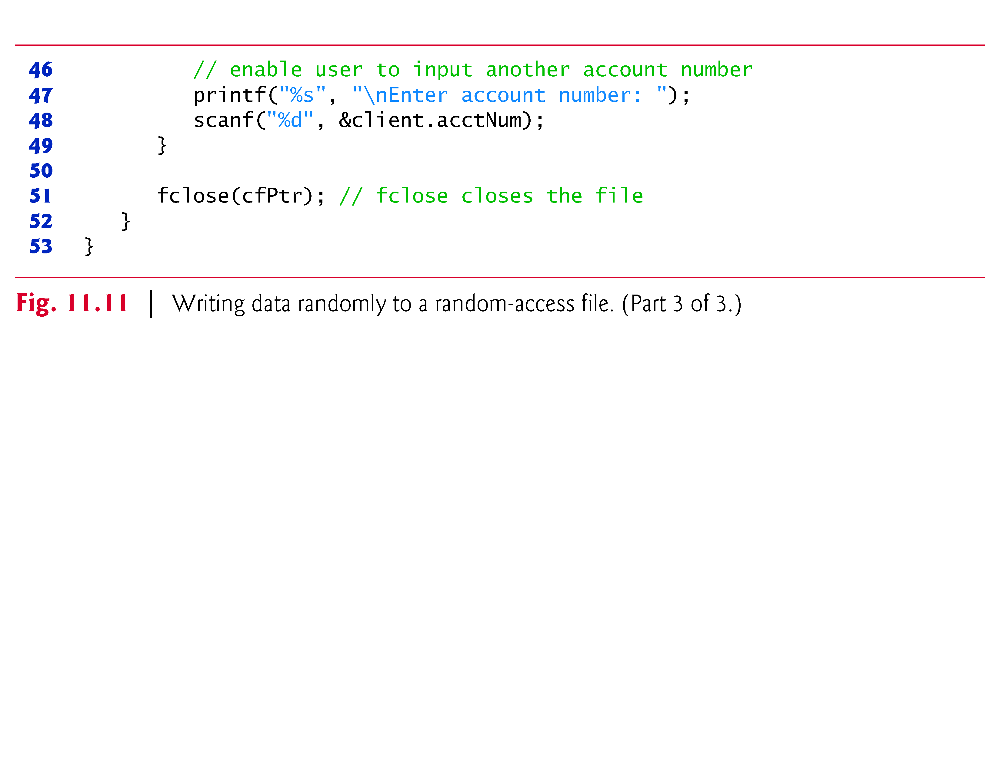 46 // enable user to input another account number
47 printf("%s", "\nEnter account number: ");
48 scanf("%d", &client.acctNum);
49 }
50
51 fclose(cfPtr); // fclose closes the file
52 }
53 }
Fig. 11.11 | Writing data randomly to a random-access file. (Part 3 of 3.)